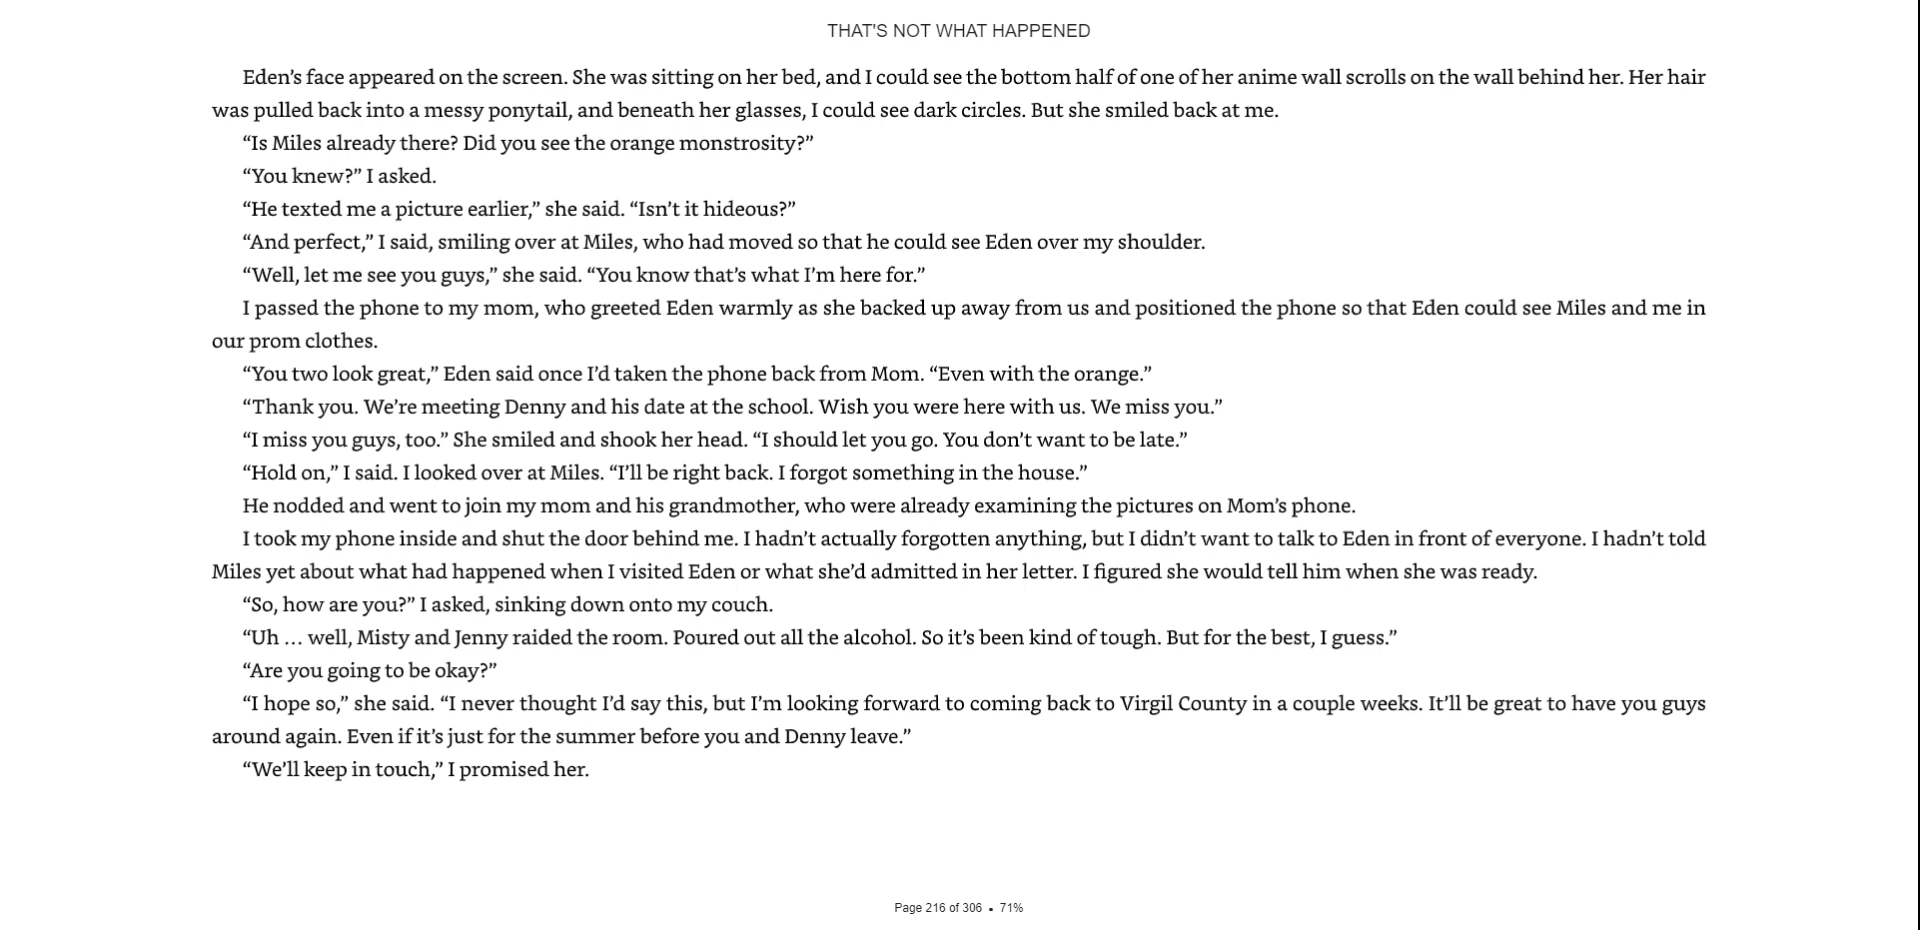 THAT'S NOT WHAT HAPPENED
Eden’s face appeared on the screen. She was sitting on her bed, and I could see the bottom half of one of her anime wall scrolls on the wall behind her. Her hair
was pulled back into a messy ponytail, and beneath her glasses, I could see dark circles. But she smiled back at me.
“Is Miles already there? Did you see the orange monstrosity?”
“You knew?” I asked.
“He texted me a picture earlier,” she said. “Isn’t it hideous?”
“And perfect,” I said, smiling over at Miles, who had moved so that he could see Eden over my shoulder.
“Well, let me see you guys,” she said. “You know that’s what I’m here for.”
I passed the phone to my mom, who greeted Eden warmly as she backed up away from us and positioned the phone so that Eden could see Miles and me in
our prom clothes.
“You two look great,” Eden said once I’d taken the phone back from Mom. “Even with the orange.”
“Thank you. We’re meeting Denny and his date at the school. Wish you were here with us. We miss you.”
“I miss you guys, too.” She smiled and shook her head. “I should let you go. You don’t want to be late.”
“Hold on,” I said. I looked over at Miles. “I’ll be right back. I forgot something in the house.”
He nodded and went to join my mom and his grandmother, who were already examining the pictures on Mom’s phone.
I took my phone inside and shut the door behind me. I hadn’t actually forgotten anything, but I didn’t want to talk to Eden in front of everyone. I hadn’t told
Miles yet about what had happened when I visited Eden or what she’d admitted in her letter. I figured she would tell him when she was ready.
“So, how are you?” I asked, sinking down onto my couch.
“Uh … well, Misty and Jenny raided the room. Poured out all the alcohol. So it’s been kind of tough. But for the best, I guess.”
“Are you going to be okay?”
“I hope so,” she said. “I never thought I’d say this, but I’m looking forward to coming back to Virgil County in a couple weeks. It’ll be great to have you guys
around again. Even if it’s just for the summer before you and Denny leave.”
“We’ll keep in touch,” I promised her.
Page 216 of 306 • 71%